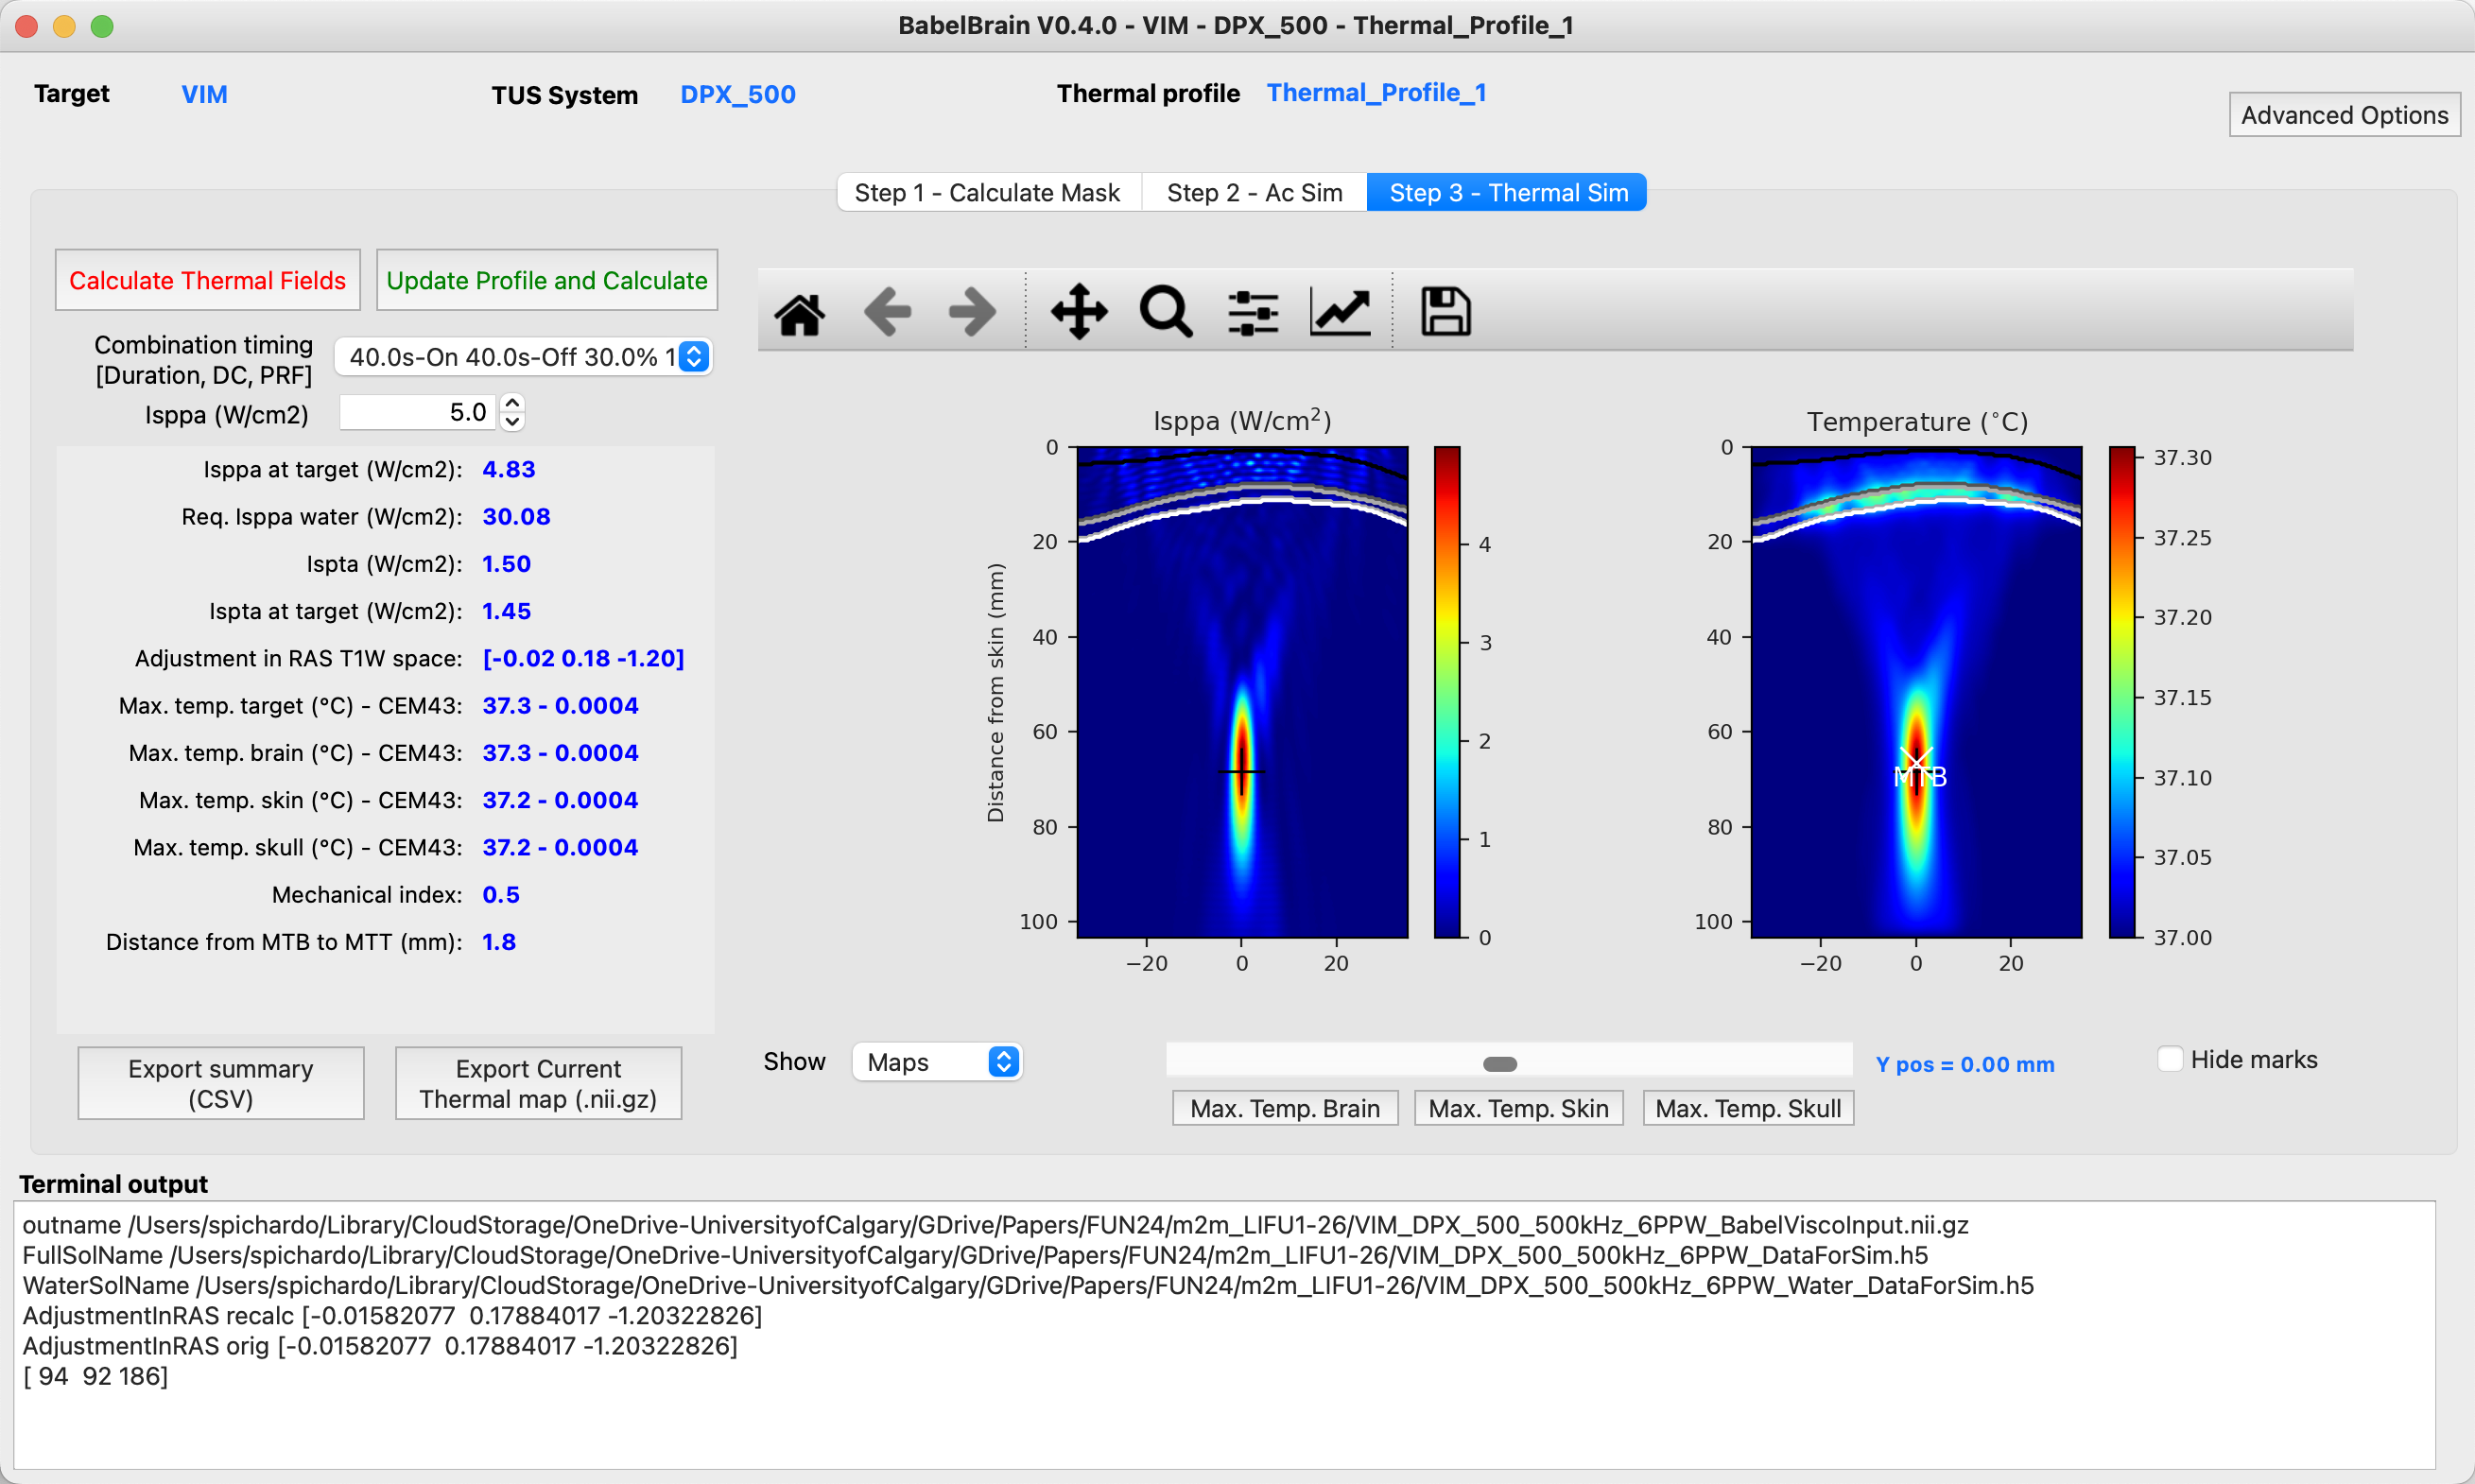 BabelBrain V0.4.0 - VIM - DPX_500 - Thermal_Profile_1
Target VIM TUS System DPX_500 Thermal profile Thermal_Profile_1
Advanced Options
Step 1 - Calculate Mask Step 2 - Ac Sim Step 3 - Thermal Sim
Calculate Thermal Fields Update Profile and Calculate
Combination timing
[Duration, DC, PRF]
40.0s-On 40.0s-Off 30.0% 1
Isppa (W/cm2) 5.0
Isppa at target (W/cm2): 4.83
Req. Isppa water (W/cm2): 30.08
Ispta (W/cm2): 1.50
Ispta at target (W/cm2): 1.45
Adjustment in RAS T1W space: [-0.02 0.18 -1.20]
Max. temp. target (°C) - CEM43: 37.3 - 0.0004
Max. temp. brain (°C) - CEM43: 37.3 - 0.0004
Max. temp. skin (°C) - CEM43: 37.2 - 0.0004
Max. temp. skull (°C) - CEM43: 37.2 - 0.0004
Mechanical index: 0.5
Distance from MTB to MTT (mm): 1.8
Export summary
(CSV)
Export Current
Thermal map (.nii.gz)
Isppa (W/cm²)
Distance from skin (mm)
0
20
40
60
80
100
−20 0 20
4
3
2
1
0
Temperature (°C)
0
20
40
60
80
100
−20 0 20
MTB
37.30
37.25
37.20
37.15
37.10
37.05
37.00
Show Maps
Y pos = 0.00 mm
Hide marks
Max. Temp. Brain Max. Temp. Skin Max. Temp. Skull
Terminal output
outname /Users/spichardo/Library/CloudStorage/OneDrive-UniversityofCalgary/GDrive/Papers/FUN24/m2m_LIFU1-26/VIM_DPX_500_500kHz_6PPW_BabelViscoInput.nii.gz
FullSolName /Users/spichardo/Library/CloudStorage/OneDrive-UniversityofCalgary/GDrive/Papers/FUN24/m2m_LIFU1-26/VIM_DPX_500_500kHz_6PPW_DataForSim.h5
WaterSolName /Users/spichardo/Library/CloudStorage/OneDrive-UniversityofCalgary/GDrive/Papers/FUN24/m2m_LIFU1-26/VIM_DPX_500_500kHz_6PPW_Water_DataForSim.h5
AdjustmentInRAS recalc [-0.01582077  0.17884017 -1.20322826]
AdjustmentInRAS orig [-0.01582077  0.17884017 -1.20322826]
[ 94  92 186]